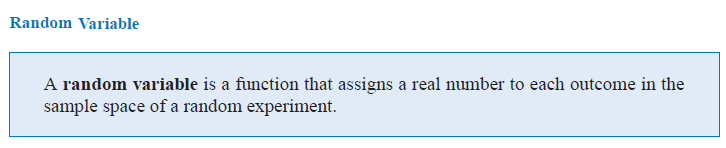 Random Variable
A random variable is a function that assigns a real number to each outcome in the
sample space of a random experiment.